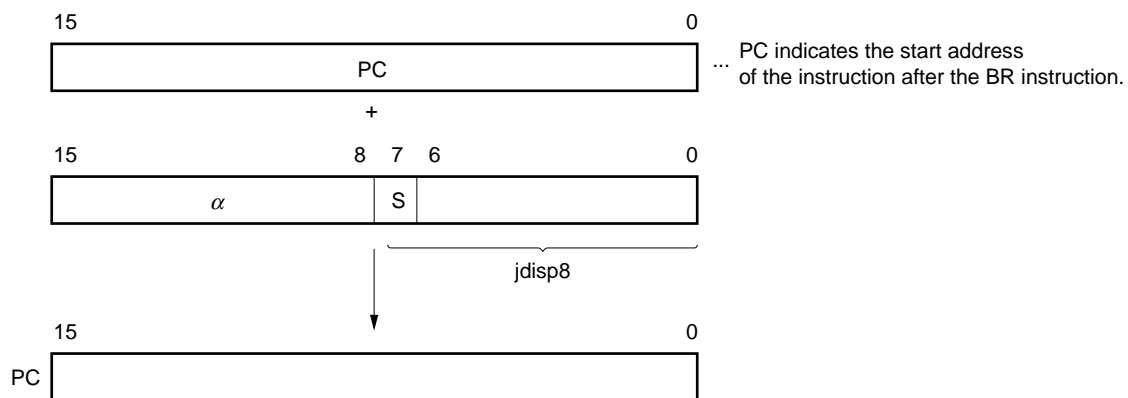 15 0
PC
... PC indicates the start address
of the instruction after the BR instruction.
+
15 8 7 6 0
α S
jdisp8
15 0
PC